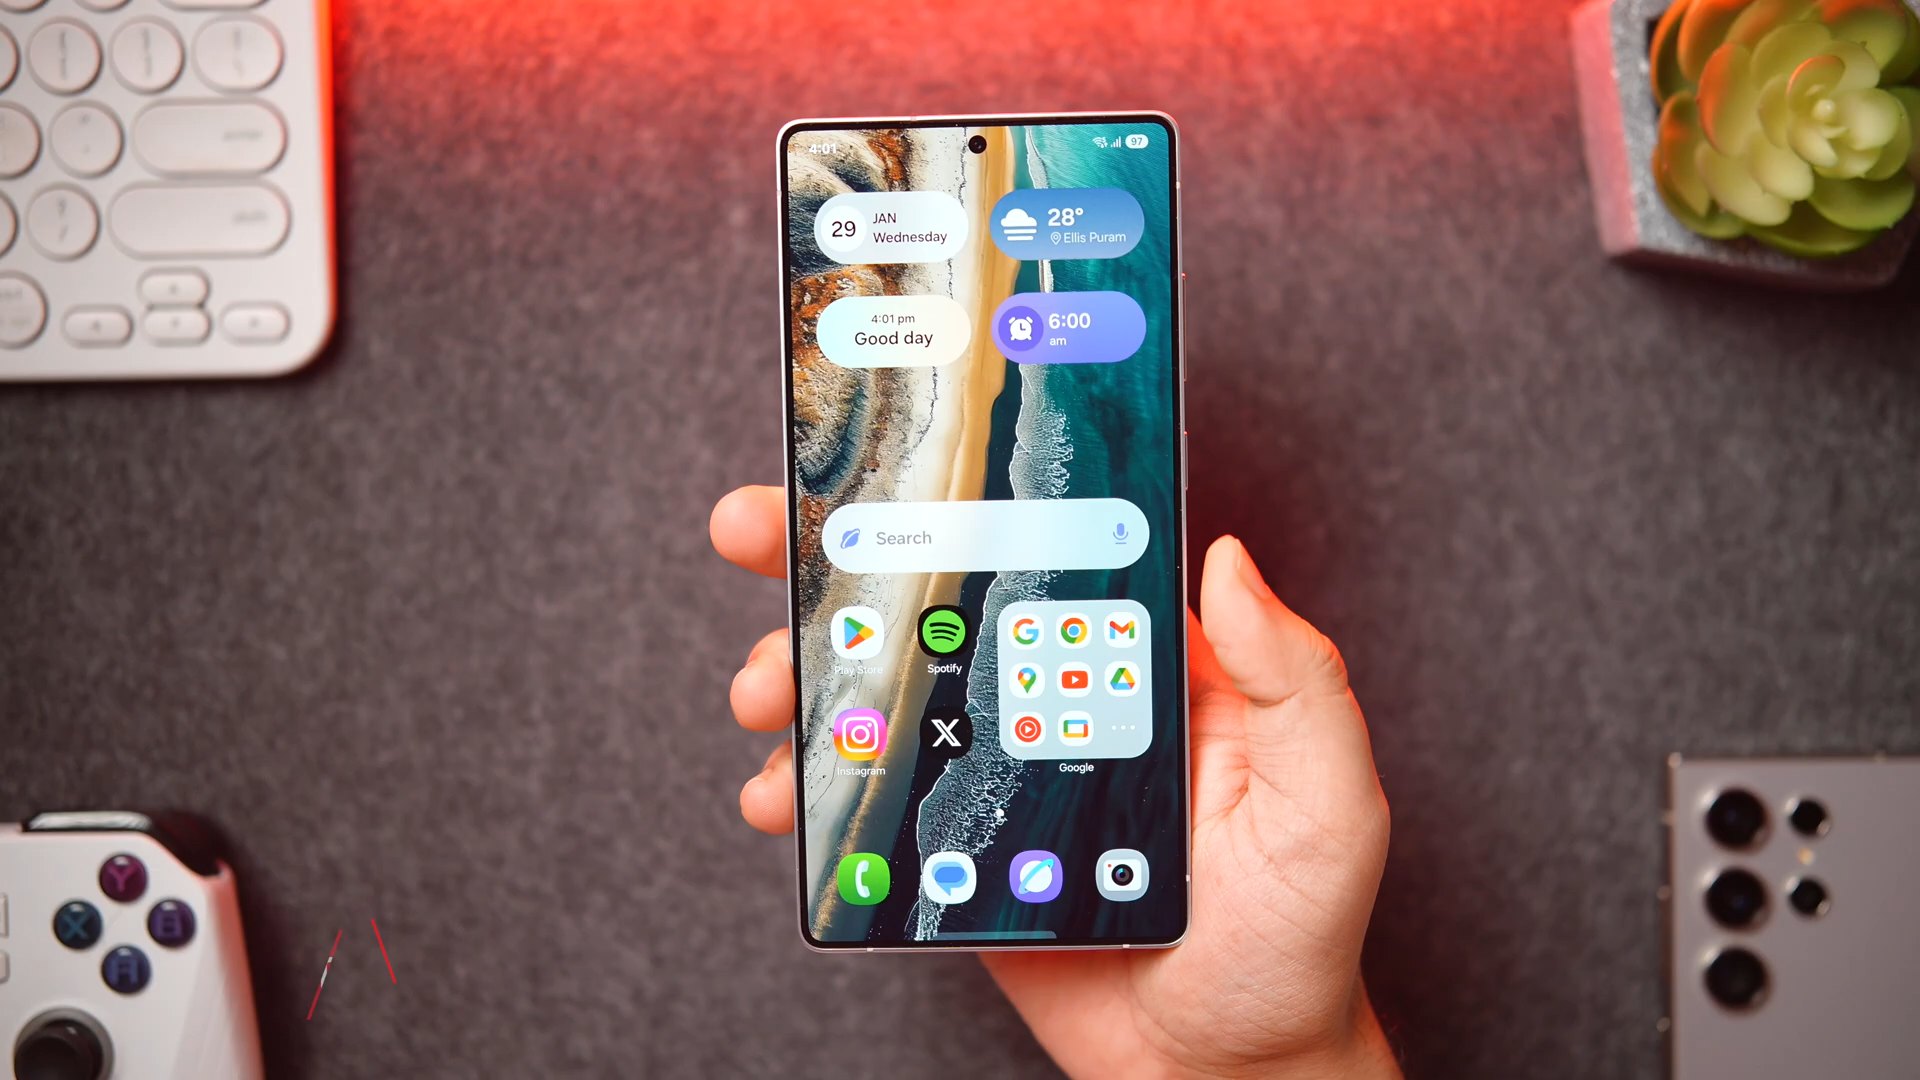 4:01
97
29
JAN
Wednesday
28°
Ellis Puram
4:01 pm
Good day
6:00
am
Search
Play Store
Spotify
Instagram
X
Google
Y
X
B
A